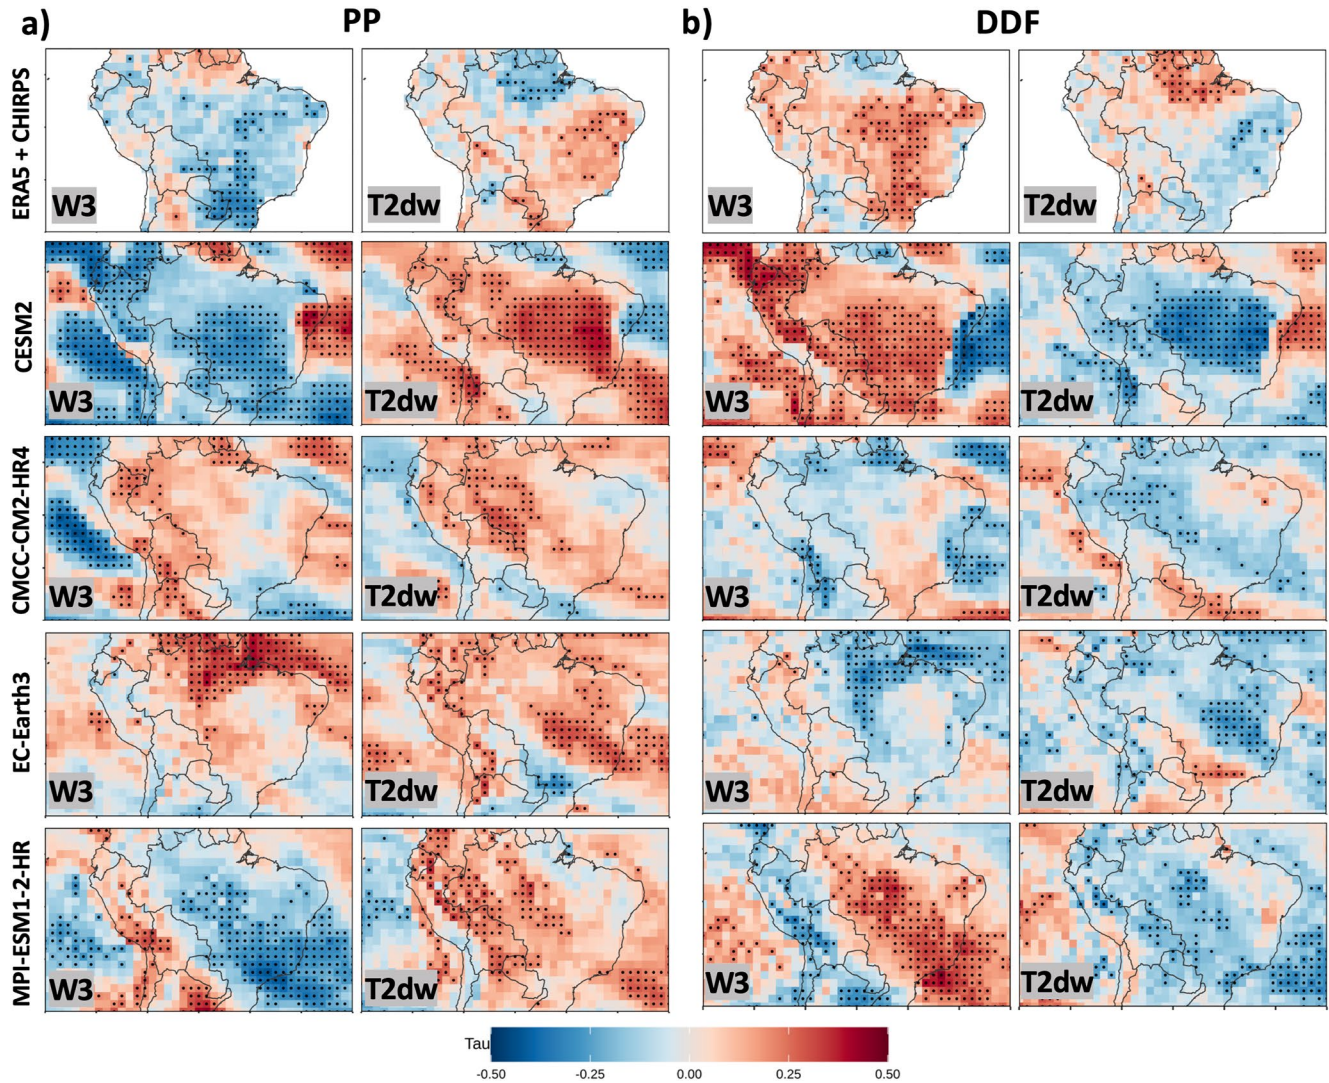 a) PP b) DDF
ERA5 + CHIRPS
W3 T2dw W3 T2dw
CESM2
W3 T2dw W3 T2dw
CMCC-CM2-HR4
W3 T2dw W3 T2dw
EC-Earth3
W3 T2dw W3 T2dw
MPI-ESM1-2-HR
W3 T2dw W3 T2dw
Tau
-0.50 -0.25 0.00 0.25 0.50